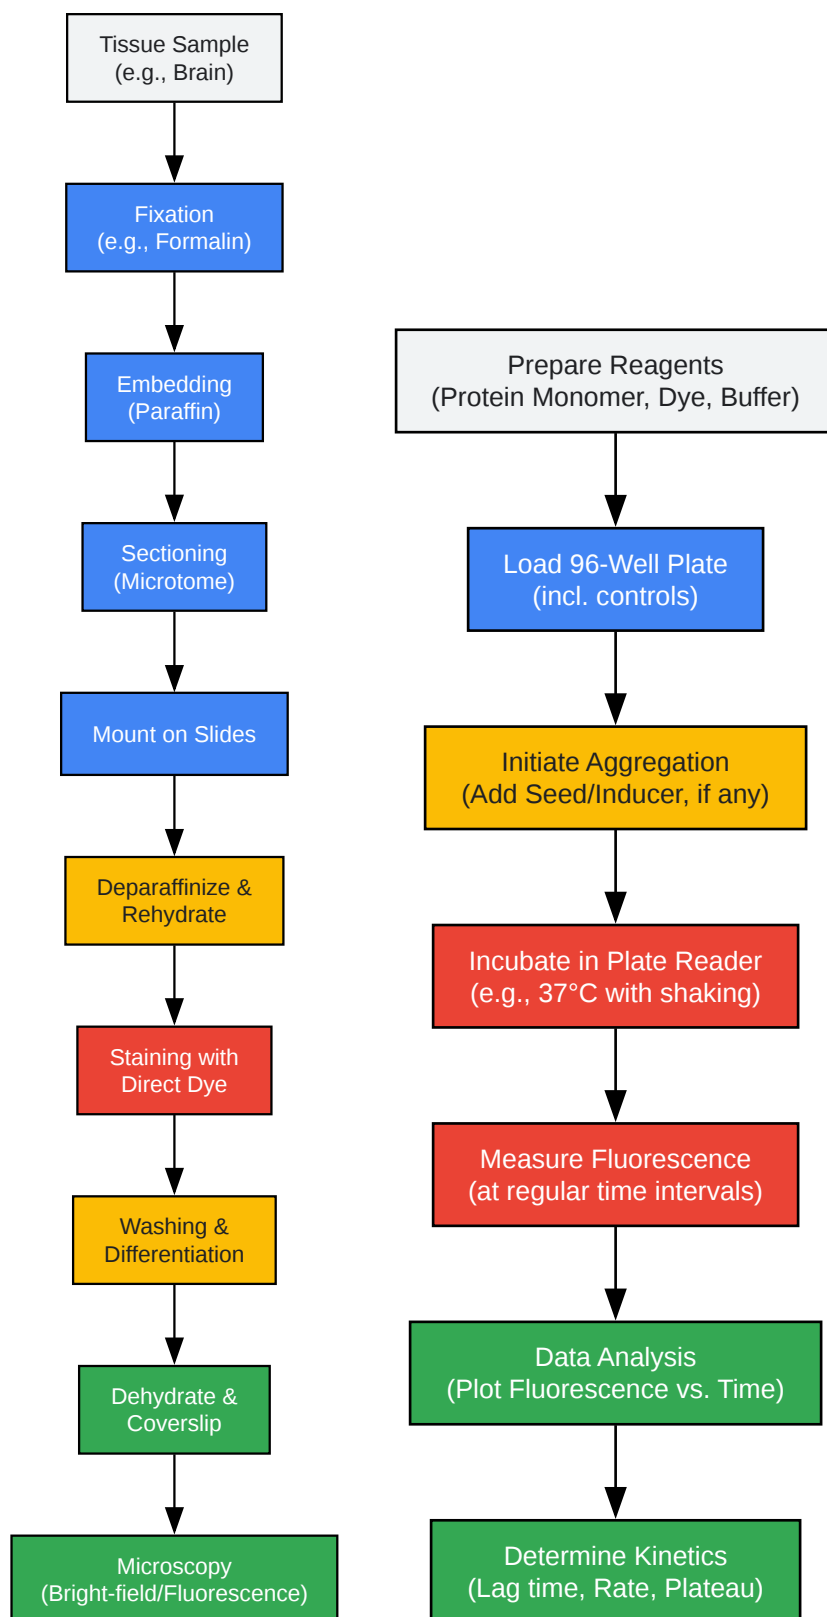 Tissue Sample
(e.g., Brain)
Fixation
(e.g., Formalin)
Embedding
(Paraffin)
Sectioning
(Microtome)
Mount on Slides
Deparaffinize &
Rehydrate
Staining with
Direct Dye
Washing &
Differentiation
Dehydrate &
Coverslip
Microscopy
(Bright-field/Fluorescence)
Prepare Reagents
(Protein Monomer, Dye, Buffer)
Load 96-Well Plate
(incl. controls)
Initiate Aggregation
(Add Seed/Inducer, if any)
Incubate in Plate Reader
(e.g., 37°C with shaking)
Measure Fluorescence
(at regular time intervals)
Data Analysis
(Plot Fluorescence vs. Time)
Determine Kinetics
(Lag time, Rate, Plateau)